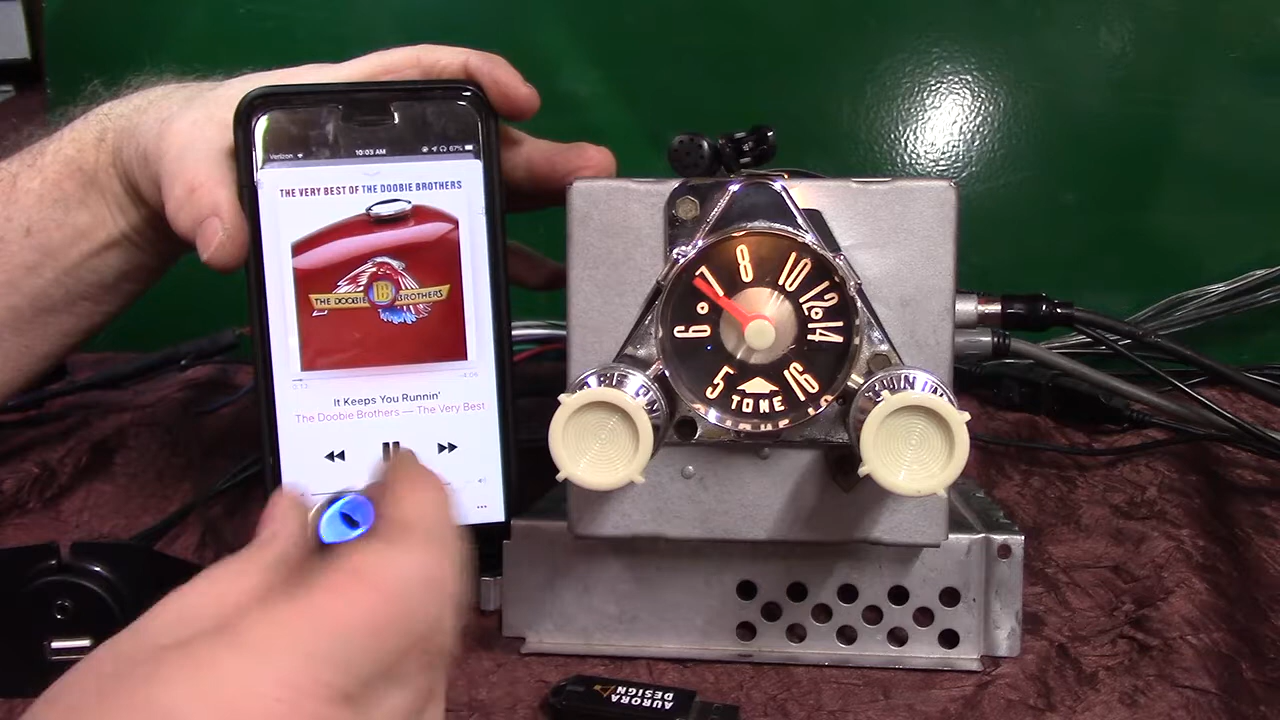 Verizon
10:03 AM
67%
THE VERY BEST OF THE DOOBIE BROTHERS
THE DOOBIE BROTHERS
0:13
-4:06
It Keeps You Runnin'
The Doobie Brothers — The Very Best
5
6
7
8
10
12
14
16
TONE
AURORA
DESIGN